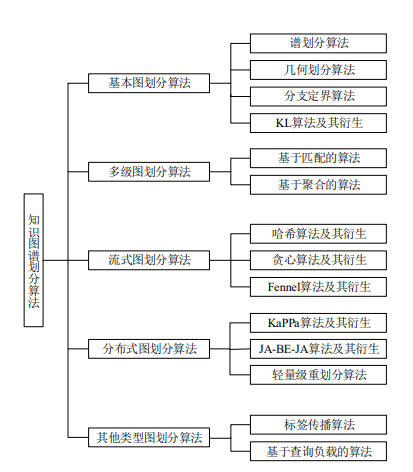 知识图谱划分算法
基本图划分算法
谱划分算法
几何划分算法
分支定界算法
KL算法及其衍生
多级图划分算法
基于匹配的算法
基于聚合的算法
流式图划分算法
哈希算法及其衍生
贪心算法及其衍生
Fennel算法及其衍生
分布式图划分算法
KaPPa算法及其衍生
JA-BE-JA算法及其衍生
轻量级重划分算法
其他类型图划分算法
标签传播算法
基于查询负载的算法